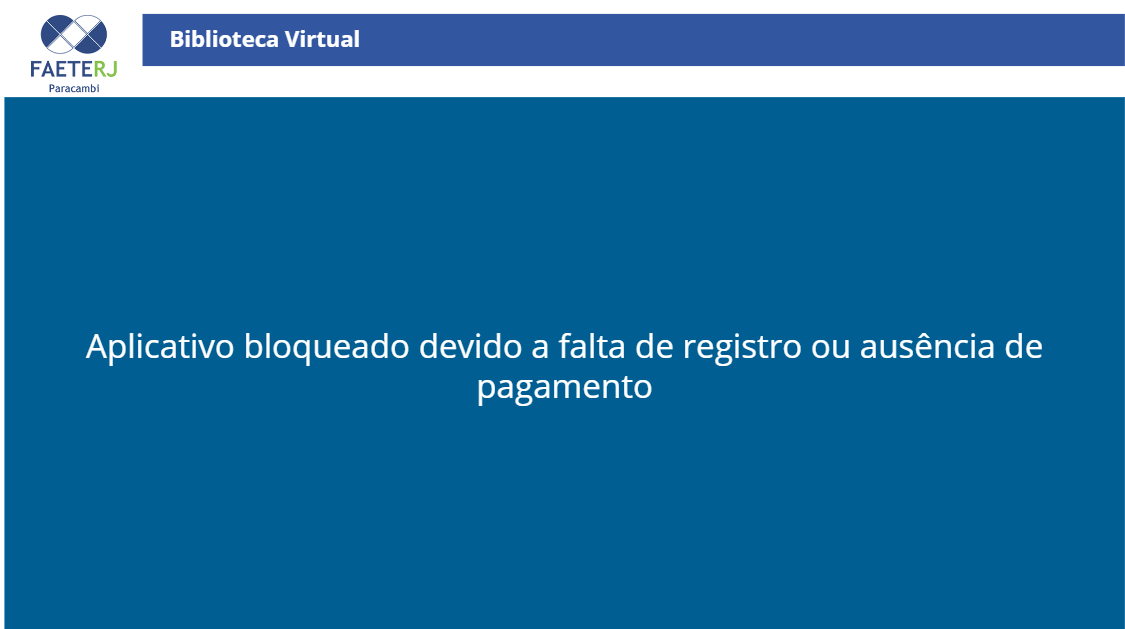 Biblioteca Virtual
FAETERJ
Paracambi
Aplicativo bloqueado devido a falta de registro ou ausência de
pagamento